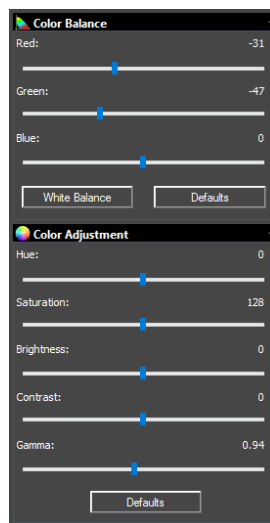 Color Balance
Red: -31
Green: -47
Blue: 0
White Balance Defaults
Color Adjustment
Hue: 0
Saturation: 128
Brightness: 0
Contrast: 0
Gamma: 0.94
Defaults